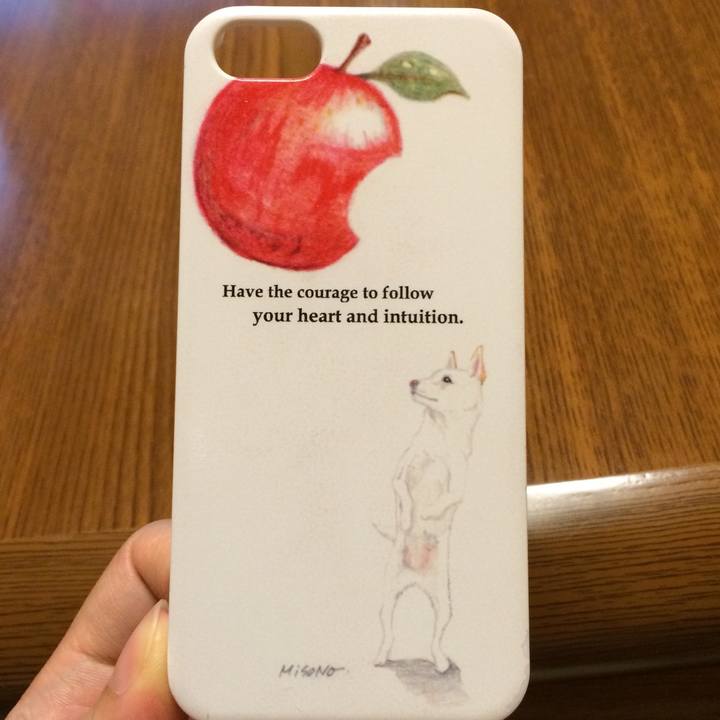 Have the courage to follow
your heart and intuition.
MiSoNo